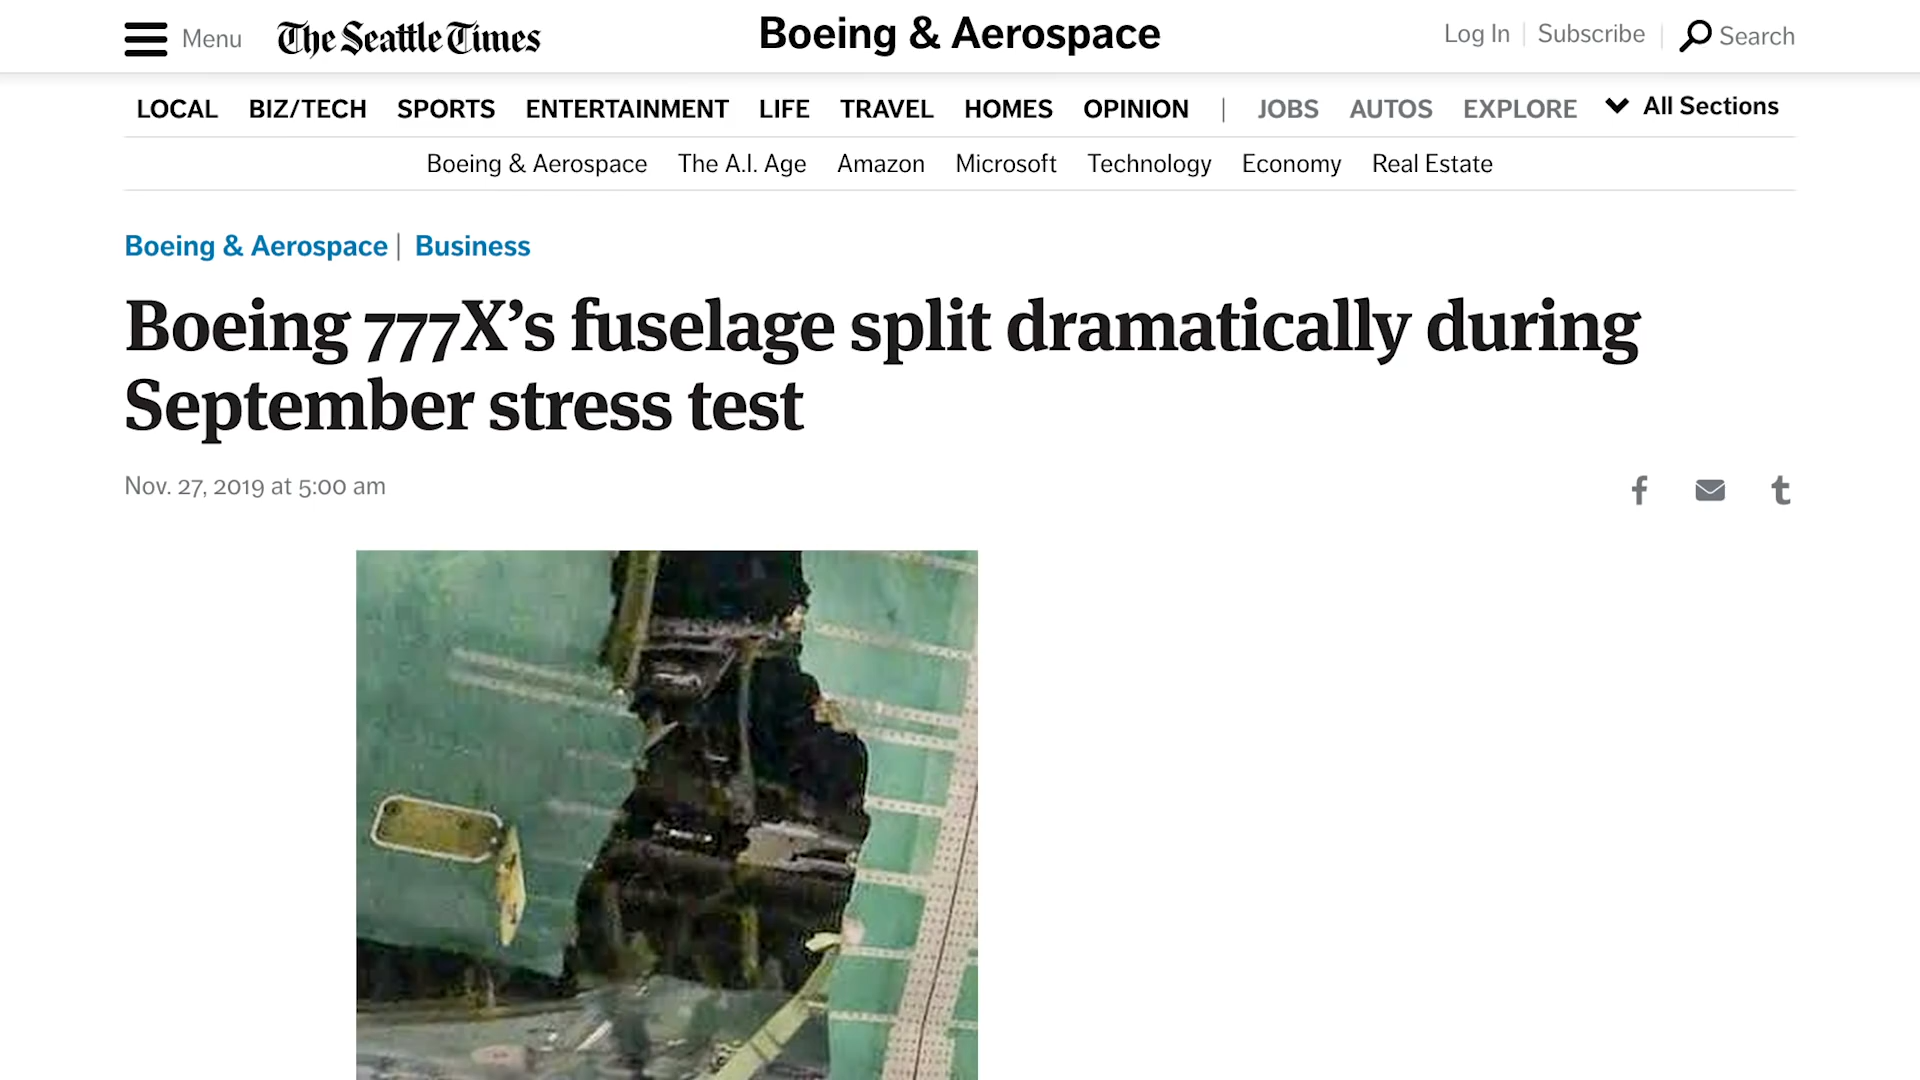 Menu The Seattle Times Boeing & Aerospace Log In Subscribe Search
LOCAL BIZ/TECH SPORTS ENTERTAINMENT LIFE TRAVEL HOMES OPINION | JOBS AUTOS EXPLORE All Sections
Boeing & Aerospace The A.I. Age Amazon Microsoft Technology Economy Real Estate
Boeing & Aerospace | Business
Boeing 777X’s fuselage split dramatically during
September stress test
Nov. 27, 2019 at 5:00 am